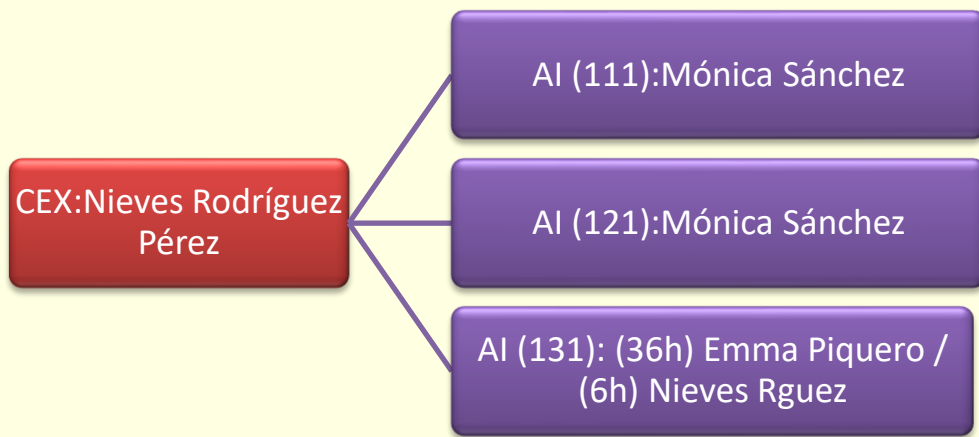 CEX:Nieves Rodríguez
Pérez
AI (111):Mónica Sánchez
AI (121):Mónica Sánchez
AI (131): (36h) Emma Piquero /
(6h) Nieves Rguez